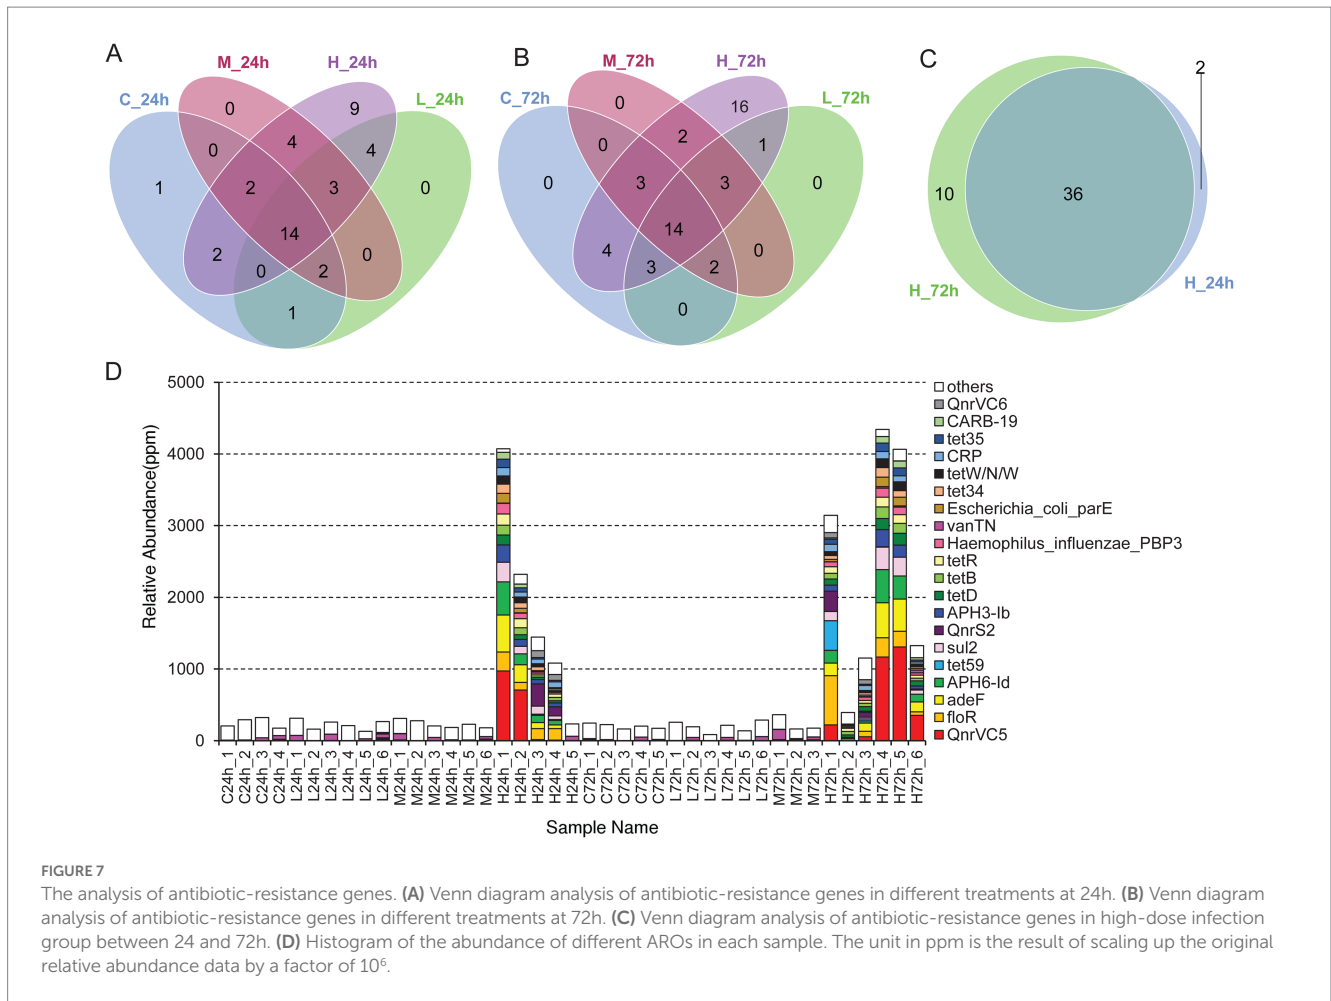 A
M_24h
H_24h
C_24h
L_24h
0
9
0
4
4
1
2
3
0
14
2
0
2
0
1
B
M_72h
H_72h
C_72h
L_72h
0
16
0
2
1
0
3
3
0
14
4
3
2
0
0
C
2
10
36
H_72h
H_24h
D
Relative Abundance(ppm)
5000
4000
3000
2000
1000
0
others
QnrVC6
CARB-19
tet35
CRP
tetW/N/W
tet34
Escherichia_coli_parE
vanTN
Haemophilus_influenzae_PBP3
tetR
tetB
tetD
APH3-Ib
QnrS2
sul2
tet59
APH6-Id
adeF
floR
QnrVC5
C24h_1
C24h_2
C24h_3
C24h_4
L24h_1
L24h_2
L24h_3
L24h_4
L24h_5
L24h_6
M24h_1
M24h_2
M24h_3
M24h_4
M24h_5
M24h_6
H24h_1
H24h_2
H24h_3
H24h_4
H24h_5
C72h_1
C72h_2
C72h_3
C72h_4
C72h_5
L72h_1
L72h_2
L72h_3
L72h_4
L72h_5
L72h_6
M72h_1
M72h_2
M72h_3
H72h_1
H72h_2
H72h_3
H72h_4
H72h_5
H72h_6
Sample Name
FIGURE 7
The analysis of antibiotic-resistance genes. (A) Venn diagram analysis of antibiotic-resistance genes in different treatments at 24h. (B) Venn diagram
analysis of antibiotic-resistance genes in different treatments at 72h. (C) Venn diagram analysis of antibiotic-resistance genes in high-dose infection
group between 24 and 72h. (D) Histogram of the abundance of different AROs in each sample. The unit in ppm is the result of scaling up the original
relative abundance data by a factor of 10⁶.